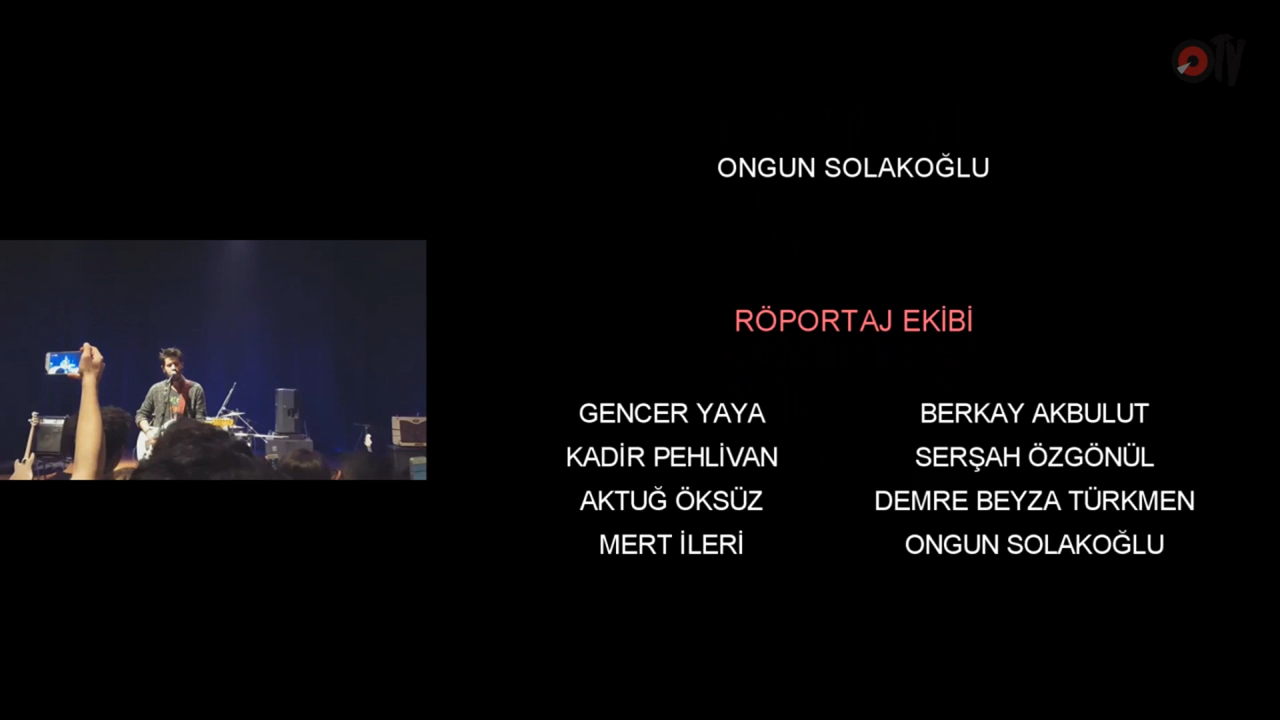 OTV
ONGUN SOLAKOĞLU
RÖPORTAJ EKİBİ
GENCER YAYA
BERKAY AKBULUT
KADİR PEHLİVAN
SERŞAH ÖZGÖNÜL
AKTUĞ ÖKSÜZ
DEMRE BEYZA TÜRKMEN
MERT İLERİ
ONGUN SOLAKOĞLU